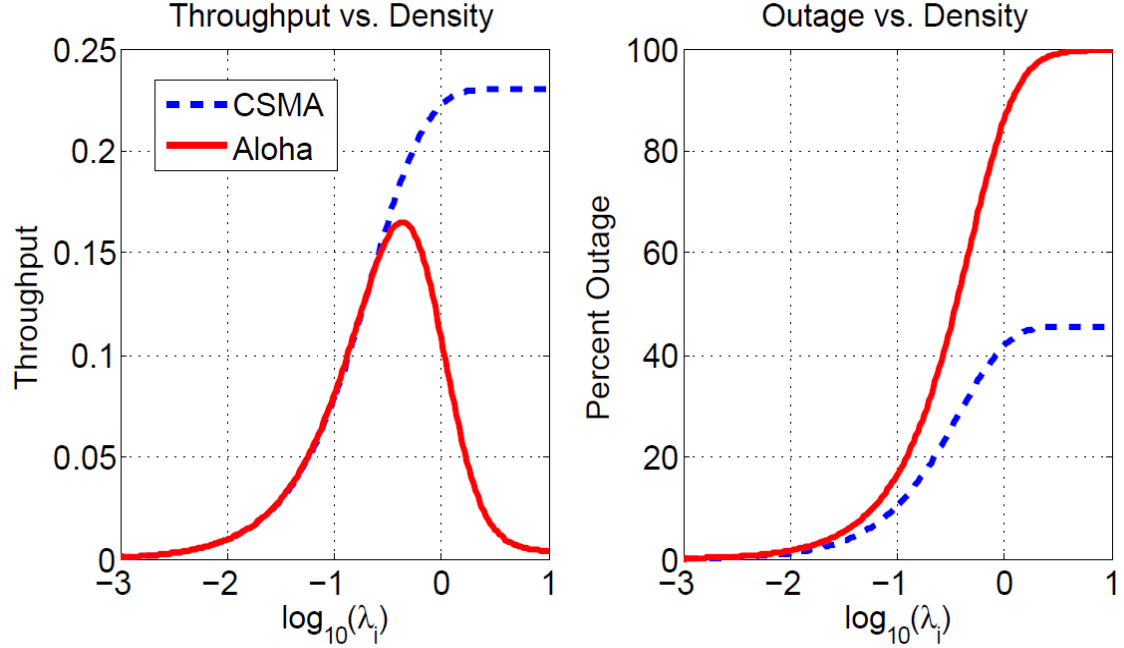 Throughput vs. Density
0.25
0.2
0.15
0.1
0.05
0
Throughput
CSMA
Aloha
−3
−2
−1
0
1
log10(λi)
Outage vs. Density
100
80
60
40
20
0
Percent Outage
−3
−2
−1
0
1
log10(λi)